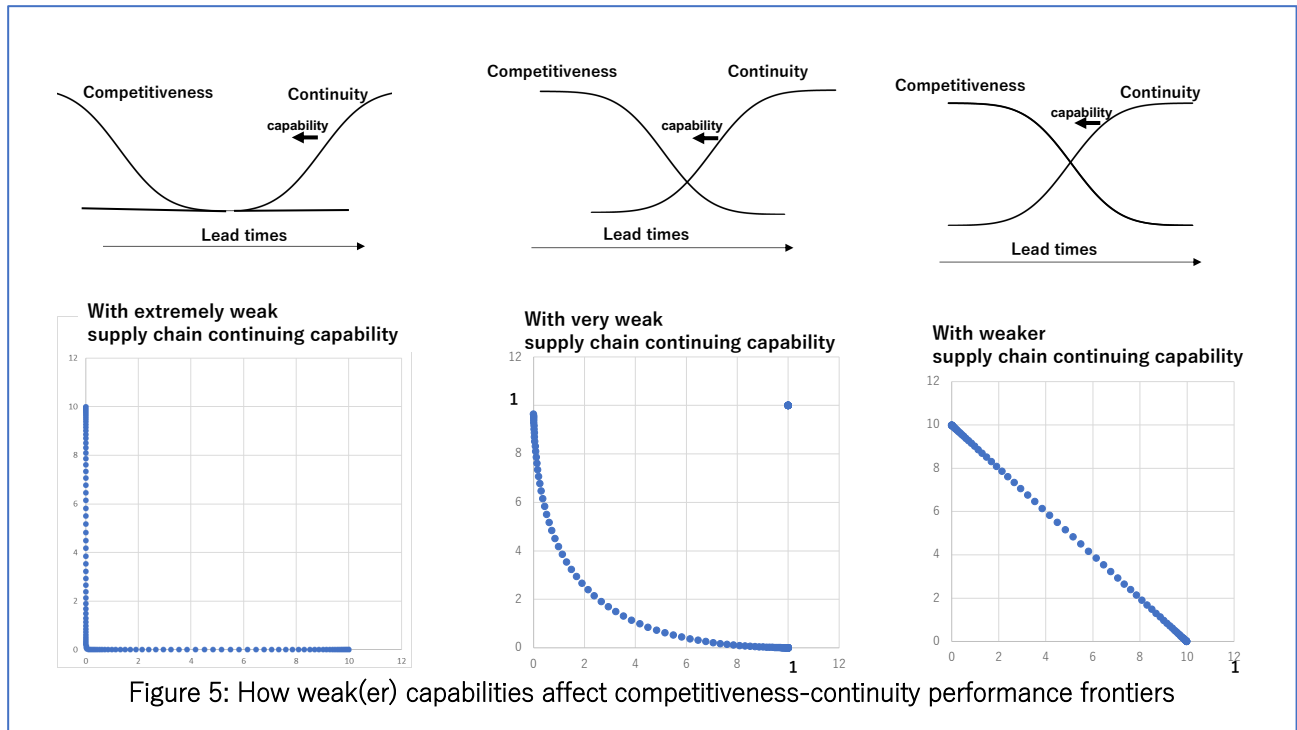 Competitiveness
Continuity
capability
Lead times
Competitiveness
Continuity
capability
Lead times
Competitiveness
Continuity
capability
Lead times
With extremely weak
supply chain continuing capability
12
10
8
6
4
2
0
0 2 4 6 8 10 12
With very weak
supply chain continuing capability
12
1
8
6
4
2
0
0 2 4 6 8 12
1
With weaker
supply chain continuing capability
12
10
8
6
4
2
0
0 2 4 6 8 10 12
1
Figure 5: How weak(er) capabilities affect competitiveness-continuity performance frontiers